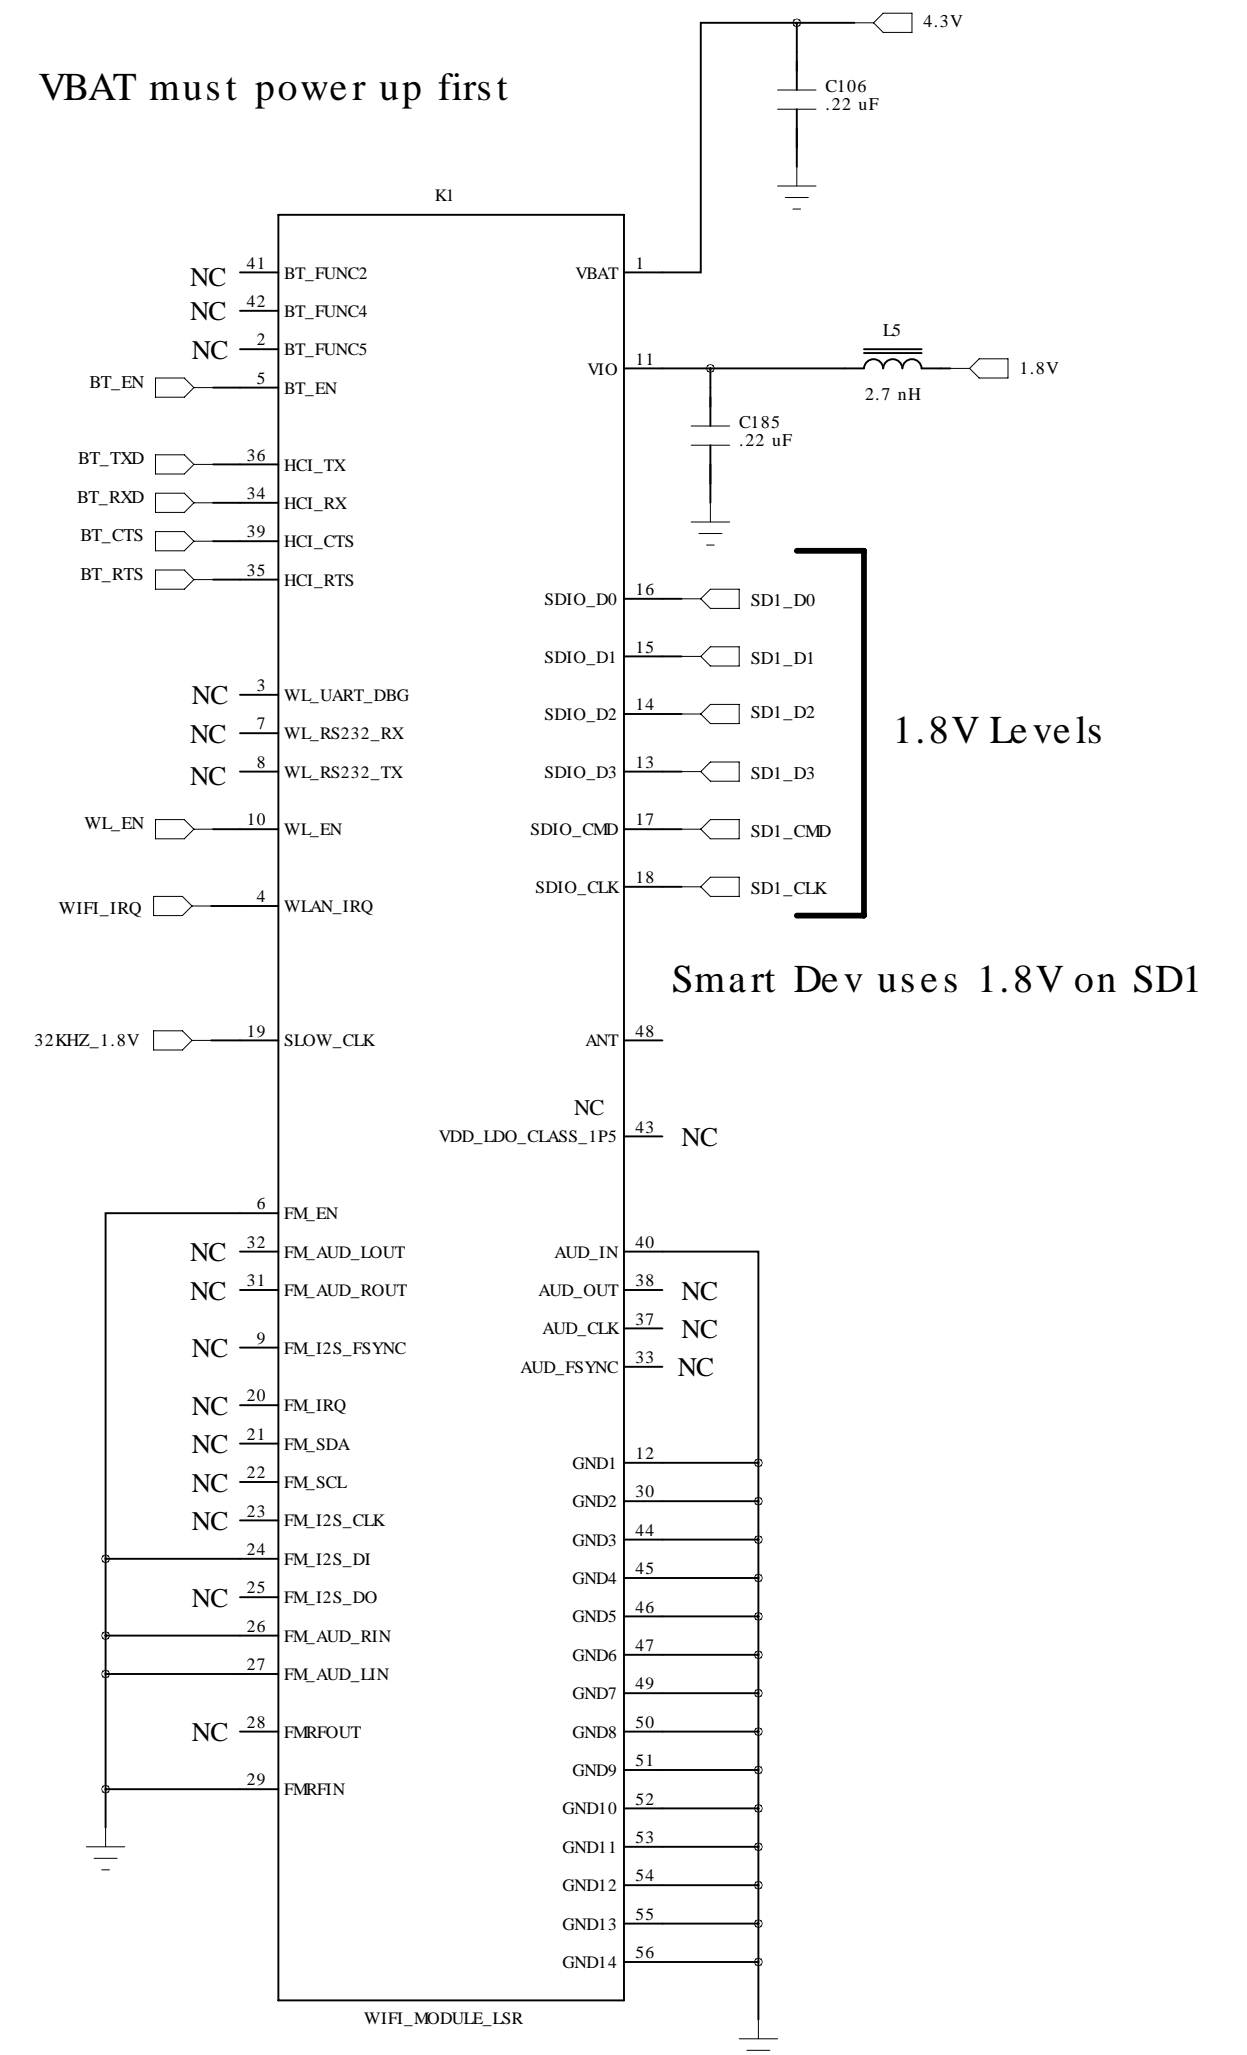 4.3V
VBAT must power up first
C106
.22 uF
K1
NC 41 BT_FUNC2
VBAT 1
NC 42 BT_FUNC4
NC 2 BT_FUNC5
L5
VIO 11
1.8V
2.7 nH
BT_EN 5 BT_EN
C185
.22 uF
BT_TXD 36 HCI_TX
BT_RXD 34 HCI_RX
BT_CTS 39 HCI_CTS
BT_RTS 35 HCI_RTS
SDIO_D0 16 SD1_D0
SDIO_D1 15 SD1_D1
NC 3 WL_UART_DBG
SDIO_D2 14 SD1_D2
NC 7 WL_RS232_RX
1.8V Levels
NC 8 WL_RS232_TX
SDIO_D3 13 SD1_D3
WL_EN 10 WL_EN
SDIO_CMD 17 SD1_CMD
SDIO_CLK 18 SD1_CLK
WIFI_IRQ 4 WLAN_IRQ
Smart Dev uses 1.8V on SD1
32KHZ_1.8V 19 SLOW_CLK
ANT 48
NC
VDD_LDO_CLASS_1P5 43 NC
6 FM_EN
NC 32 FM_AUD_LOUT
AUD_IN 40
NC 31 FM_AUD_ROUT
AUD_OUT 38 NC
AUD_CLK 37 NC
NC 9 FM_I2S_FSYNC
AUD_FSYNC 33 NC
NC 20 FM_IRQ
NC 21 FM_SDA
GND1 12
NC 22 FM_SCL
GND2 30
NC 23 FM_I2S_CLK
GND3 44
24 FM_I2S_DI
GND4 45
NC 25 FM_I2S_DO
GND5 46
26 FM_AUD_RIN
GND6 47
27 FM_AUD_LIN
GND7 49
NC 28 FMRFOUT
GND8 50
GND9 51
29 FMRFIN
GND10 52
GND11 53
GND12 54
GND13 55
GND14 56
WIFI_MODULE_LSR